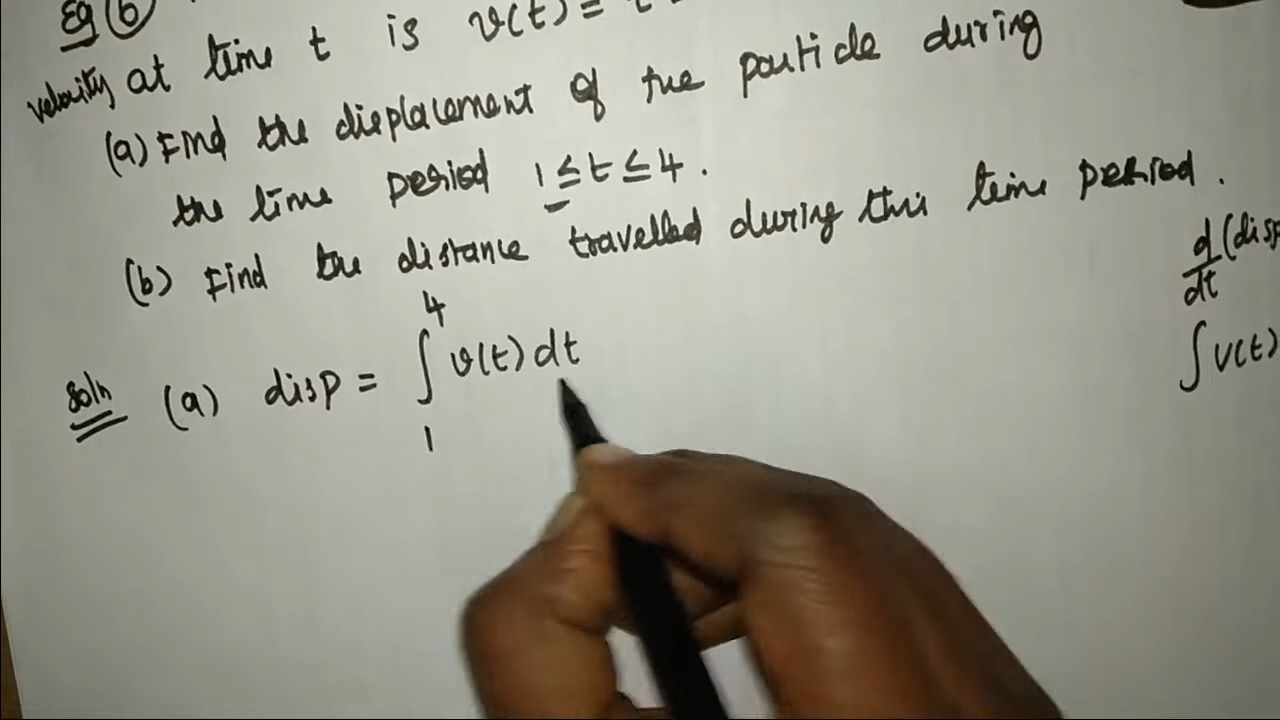 Eg 6
velocity at time t is v(t) = t
(a) Find the displacement of the particle during
the time period 1 ≤ t ≤ 4 .
(b) Find the distance travelled during this time period .
d/dt (disp
∫ v(t)
Soln (a) disp = ∫₁⁴ v(t) dt